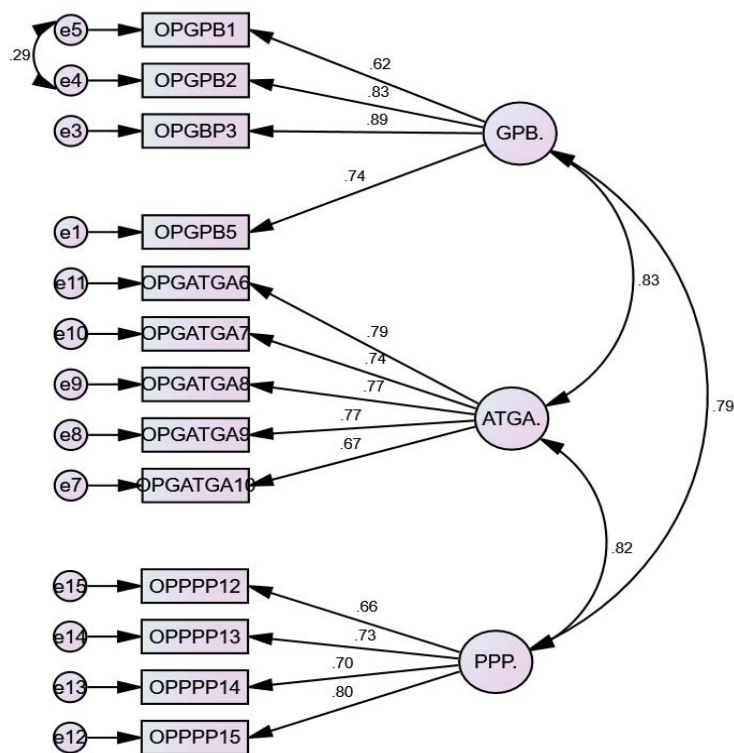 e5 OPGPB1
.29
e4 OPGPB2
.62
.83
e3 OPGBP3
.89
GPB.
.74
e1 OPGPB5
e11 OPGATGA6
.83
e10 OPGATGA7
.79
.74
e9 OPGATGA8
.77
.79
ATGA.
e8 OPGATGA9
.77
.67
e7 OPGATGA10
.82
e15 OPPPP12
.66
e14 OPPPP13
.73
PPP.
e13 OPPPP14
.70
.80
e12 OPPPP15